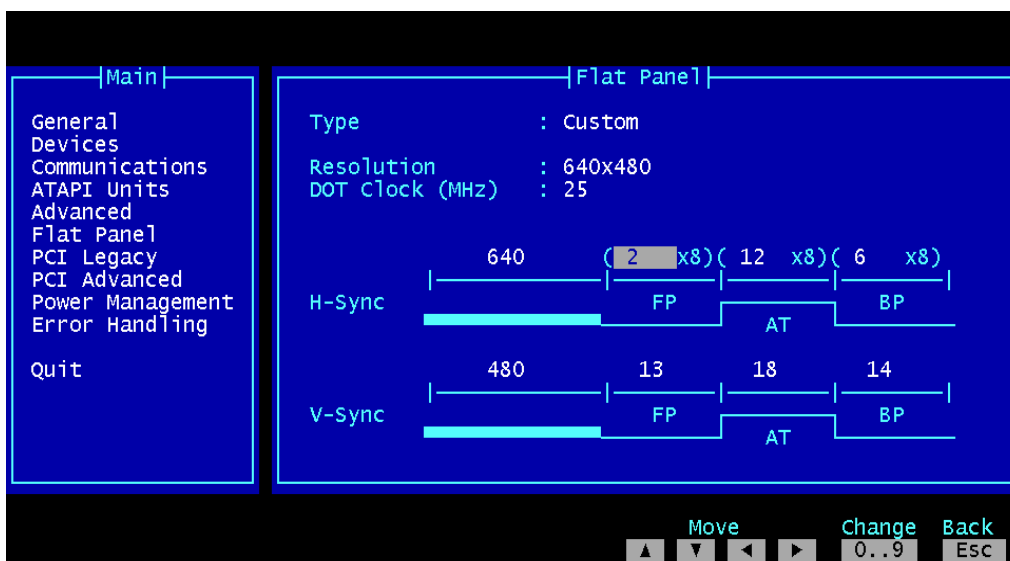 Main
General
Devices
Communications
ATAPI Units
Advanced
Flat Panel
PCI Legacy
PCI Advanced
Power Management
Error Handling
Quit
Flat Panel
Type : Custom
Resolution : 640x480
DOT Clock (MHz) : 25
640 ( 2 x8)( 12 x8)( 6 x8)
H-Sync FP AT BP
480 13 18 14
V-Sync FP AT BP
Move Change Back
0..9 Esc